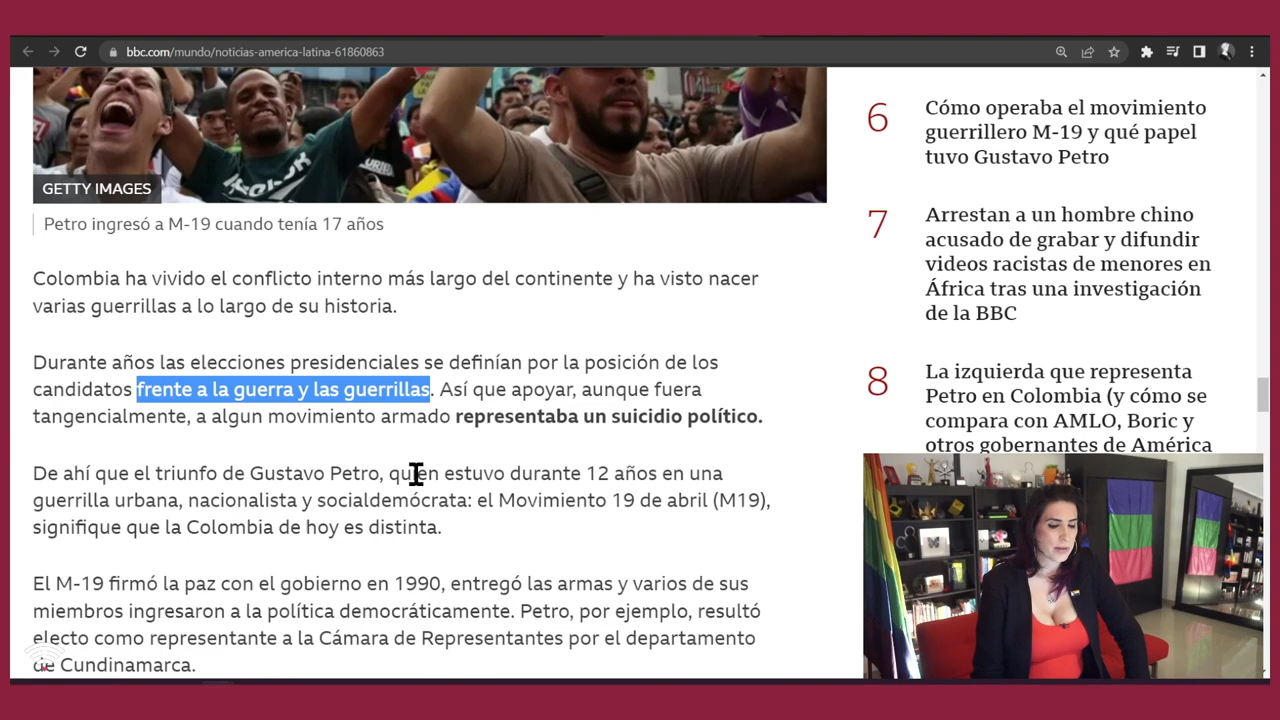 bbc.com/mundo/noticias-america-latina-61860863
GETTY IMAGES
Petro ingresó a M-19 cuando tenía 17 años
Colombia ha vivido el conflicto interno más largo del continente y ha visto nacer
varias guerrillas a lo largo de su historia.
Durante años las elecciones presidenciales se definían por la posición de los
candidatos frente a la guerra y las guerrillas. Así que apoyar, aunque fuera
tangencialmente, a algun movimiento armado representaba un suicidio político.
De ahí que el triunfo de Gustavo Petro, quien estuvo durante 12 años en una
guerrilla urbana, nacionalista y socialdemócrata: el Movimiento 19 de abril (M19),
signifique que la Colombia de hoy es distinta.
El M-19 firmó la paz con el gobierno en 1990, entregó las armas y varios de sus
miembros ingresaron a la política democráticamente. Petro, por ejemplo, resultó
electo como representante a la Cámara de Representantes por el departamento
de Cundinamarca.
6
Cómo operaba el movimiento
guerrillero M-19 y qué papel
tuvo Gustavo Petro
7
Arrestan a un hombre chino
acusado de grabar y difundir
videos racistas de menores en
África tras una investigación
de la BBC
8
La izquierda que representa
Petro en Colombia (y cómo se
compara con AMLO, Boric y
otros gobernantes de América